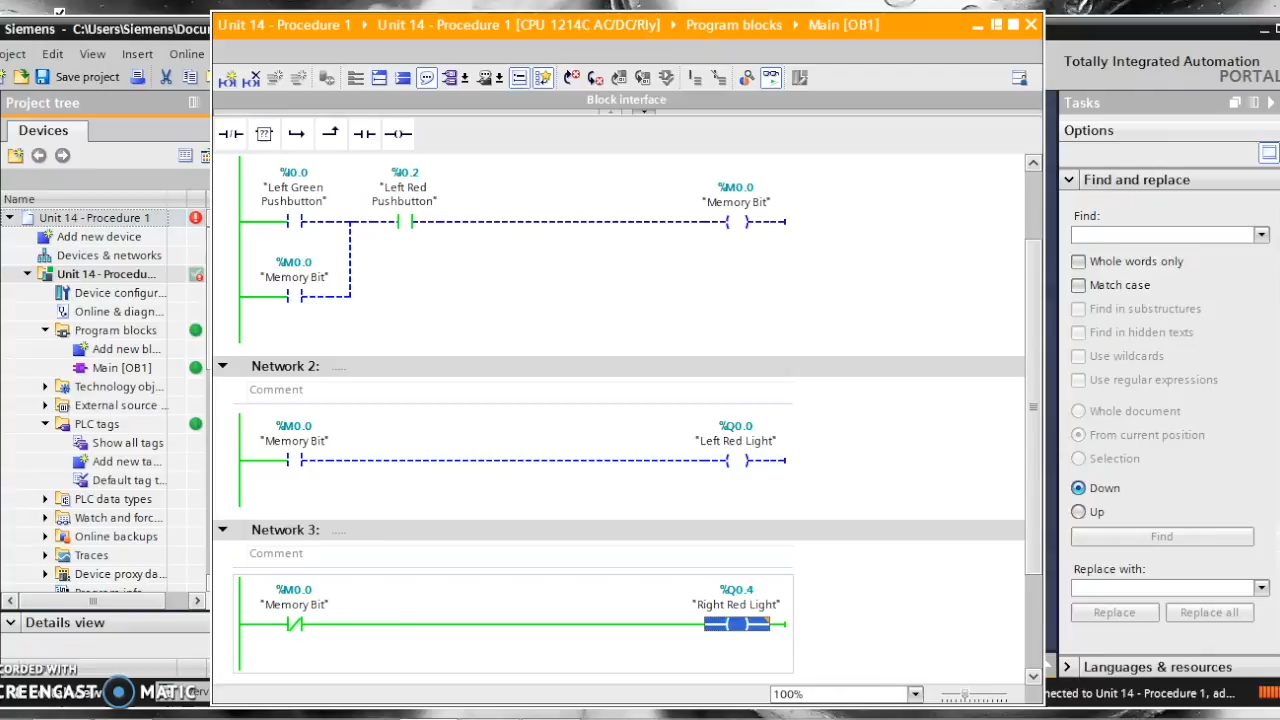 Unit 14 - Procedure 1 ▸ Unit 14 - Procedure 1 [CPU 1214C AC/DC/Rly] ▸ Program blocks ▸ Main [OB1]
Siemens - C:\Users\Siemens\Docu
oject Edit View Insert Online
Save project
Totally Integrated Automation
PORTAL
Project tree
Devices
Name
Unit 14 - Procedure 1
Add new device
Devices & networks
Unit 14 - Procedu...
Device configur...
Online & diagn...
Program blocks
Add new bl...
Main [OB1]
Technology obj...
External source ...
PLC tags
Show all tags
Add new ta...
Default tag t...
PLC data types
Watch and forc...
Online backups
Traces
Device proxy da...
Program info
Details view
Block interface
??
%I0.0
"Left Green
Pushbutton"
%I0.2
"Left Red
Pushbutton"
%M0.0
"Memory Bit"
%M0.0
"Memory Bit"
Network 2: .....
Comment
%M0.0
"Memory Bit"
%Q0.0
"Left Red Light"
Network 3: .....
Comment
%M0.0
"Memory Bit"
%Q0.4
"Right Red Light"
100%
Tasks
Options
Find and replace
Find:
Whole words only
Match case
Find in substructures
Find in hidden texts
Use wildcards
Use regular expressions
Whole document
From current position
Selection
Down
Up
Find
Replace with:
Replace
Replace all
Languages & resources
nnected to Unit 14 - Procedure 1, ad...
CORDED WITH
CREENCAST MATIC